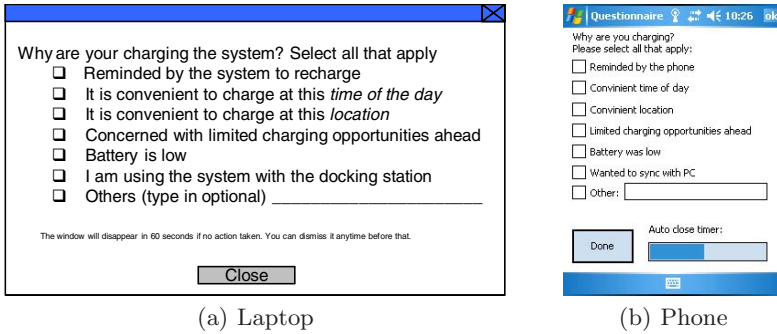 Why are your charging the system? Select all that apply
Reminded by the system to recharge
It is convenient to charge at this time of the day
It is convenient to charge at this location
Concerned with limited charging opportunities ahead
Battery is low
I am using the system with the docking station
Others (type in optional) ______________________
The window will disappear in 60 seconds if no action taken. You can dismiss it anytime before that.
Close
(a) Laptop
Questionnaire 10:26 ok
Why are you charging?
Please select all that apply:
Reminded by the phone
Convinient time of day
Convinient location
Limited charging opportunities ahead
Battery was low
Wanted to sync with PC
Other:
Auto close timer:
Done
(b) Phone